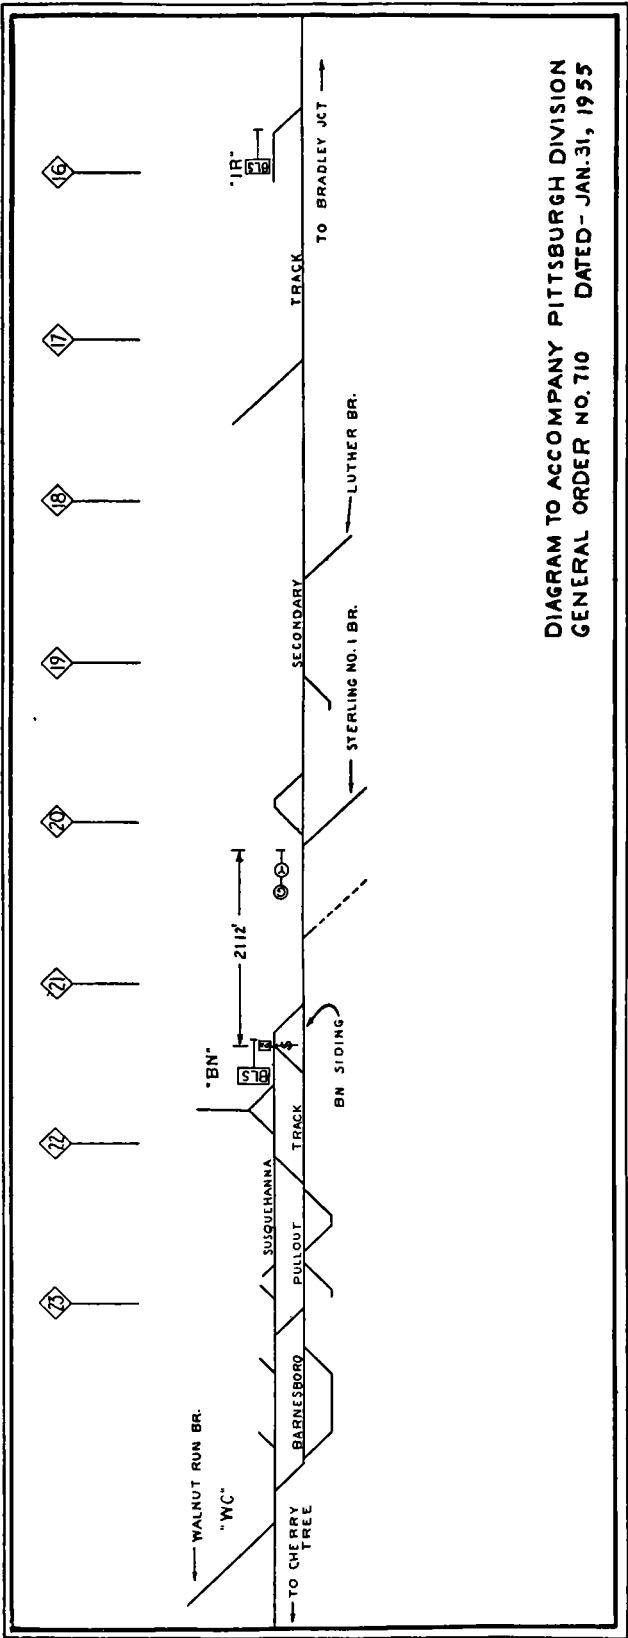 23
22
21
20
19
18
17
16
WALNUT RUN BR.
"WC"
"BN"
"IR"
BLS
BLS
2112'
SUSQUEHANNA
SECONDARY
TRACK
BARNESBORO
PULLOUT
TRACK
S
BN SIDING
TO CHERRY
TREE
STERLING NO. 1 BR.
LUTHER BR.
TO BRADLEY JCT
DIAGRAM TO ACCOMPANY PITTSBURGH DIVISION
GENERAL ORDER NO. 710 DATED- JAN. 31, 1955